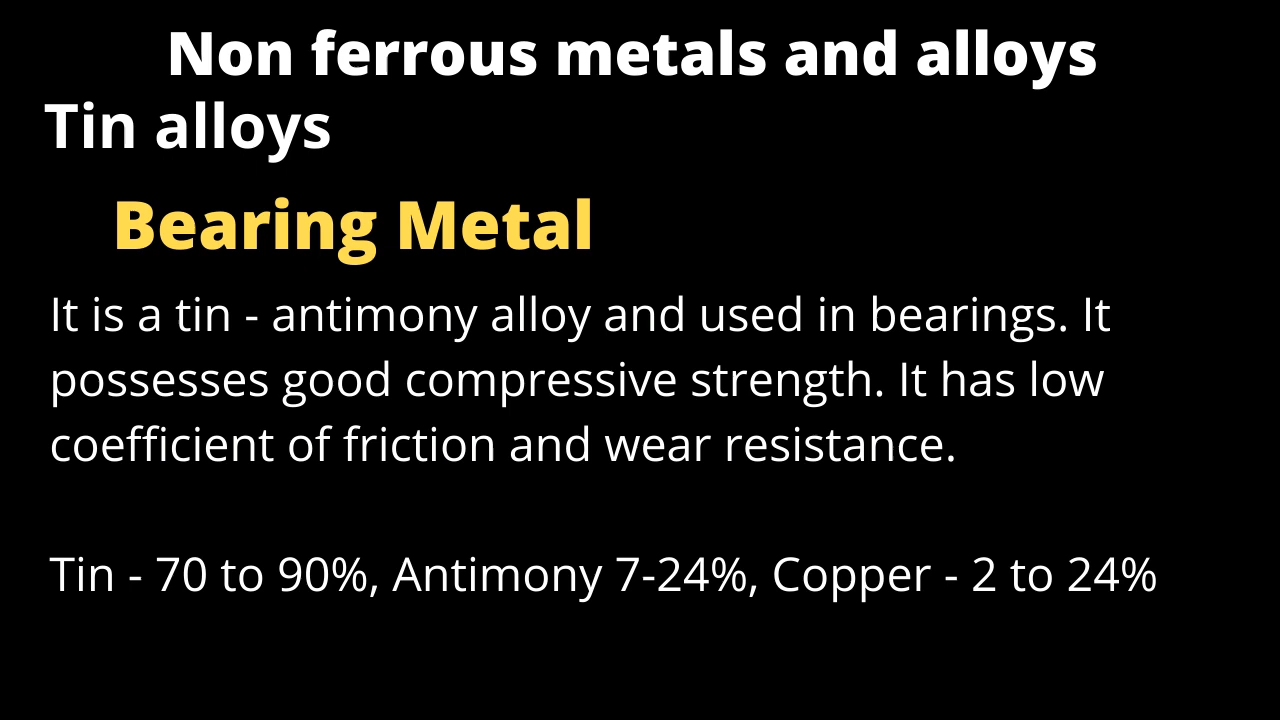 Non ferrous metals and alloys
Tin alloys
Bearing Metal
It is a tin - antimony alloy and used in bearings. It
possesses good compressive strength. It has low
coefficient of friction and wear resistance.
Tin - 70 to 90%, Antimony 7-24%, Copper - 2 to 24%